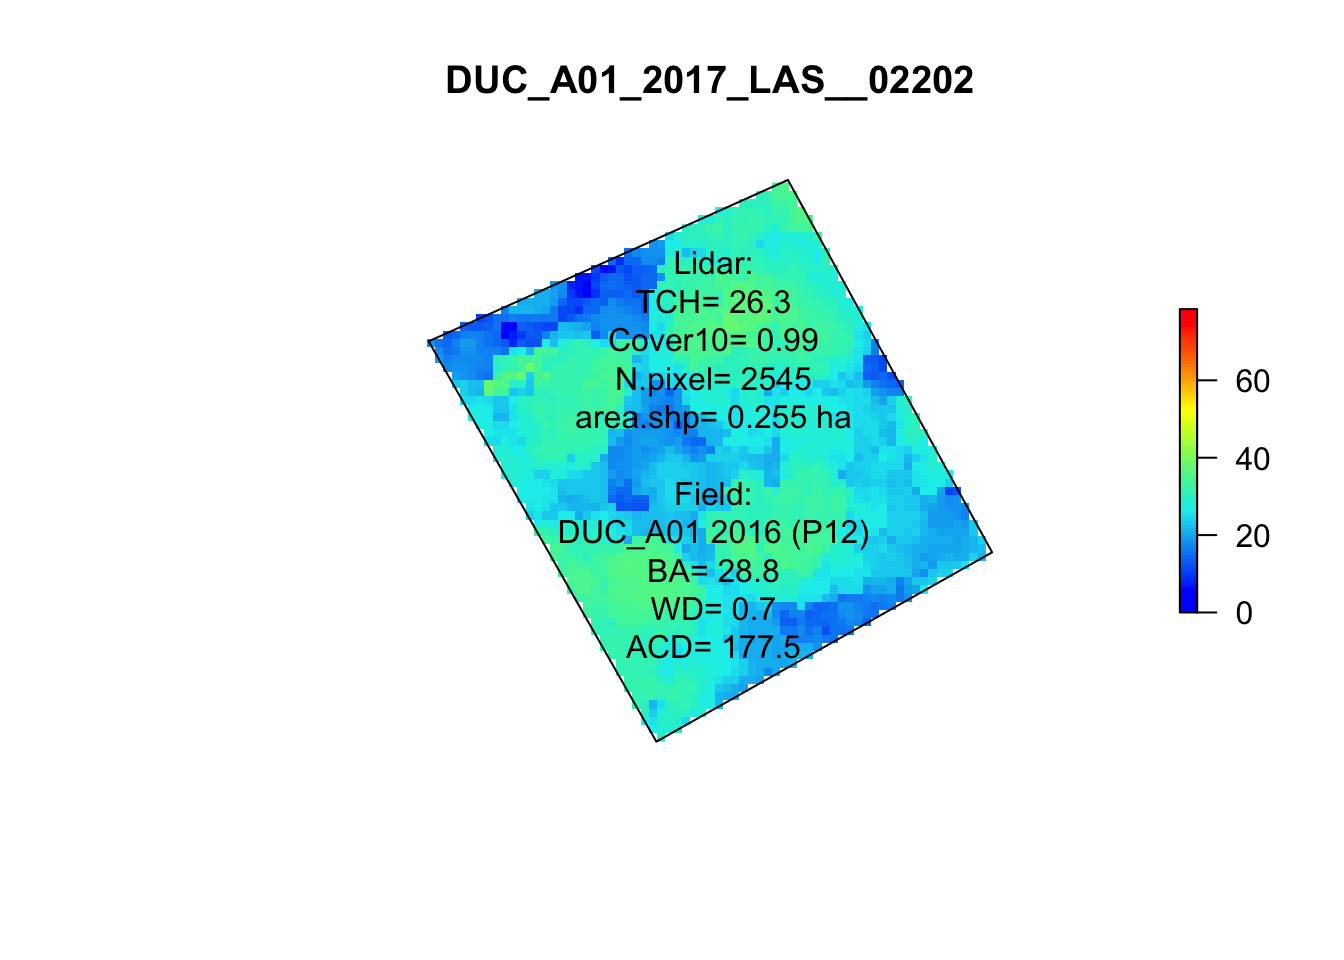 DUC_A01_2017_LAS__02202
Lidar:
TCH= 26.3
Cover10= 0.99
N.pixel= 2545
area.shp= 0.255 ha
Field:
DUC_A01 2016 (P12)
BA= 28.8
WD= 0.7
ACD= 177.5
60
40
20
0